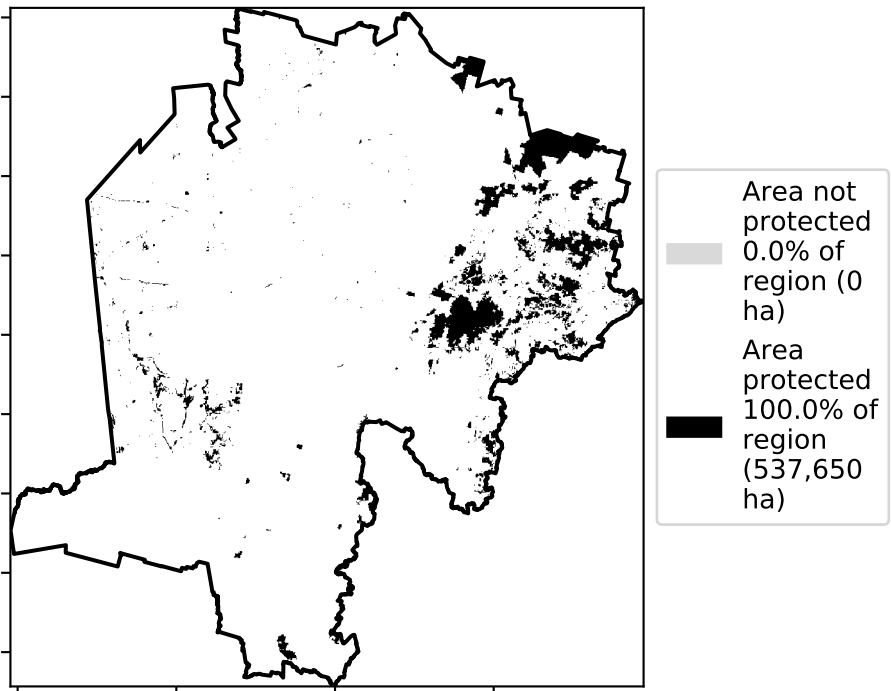 Area not
protected
0.0% of
region (0
ha)
Area
protected
100.0% of
region
(537,650
ha)